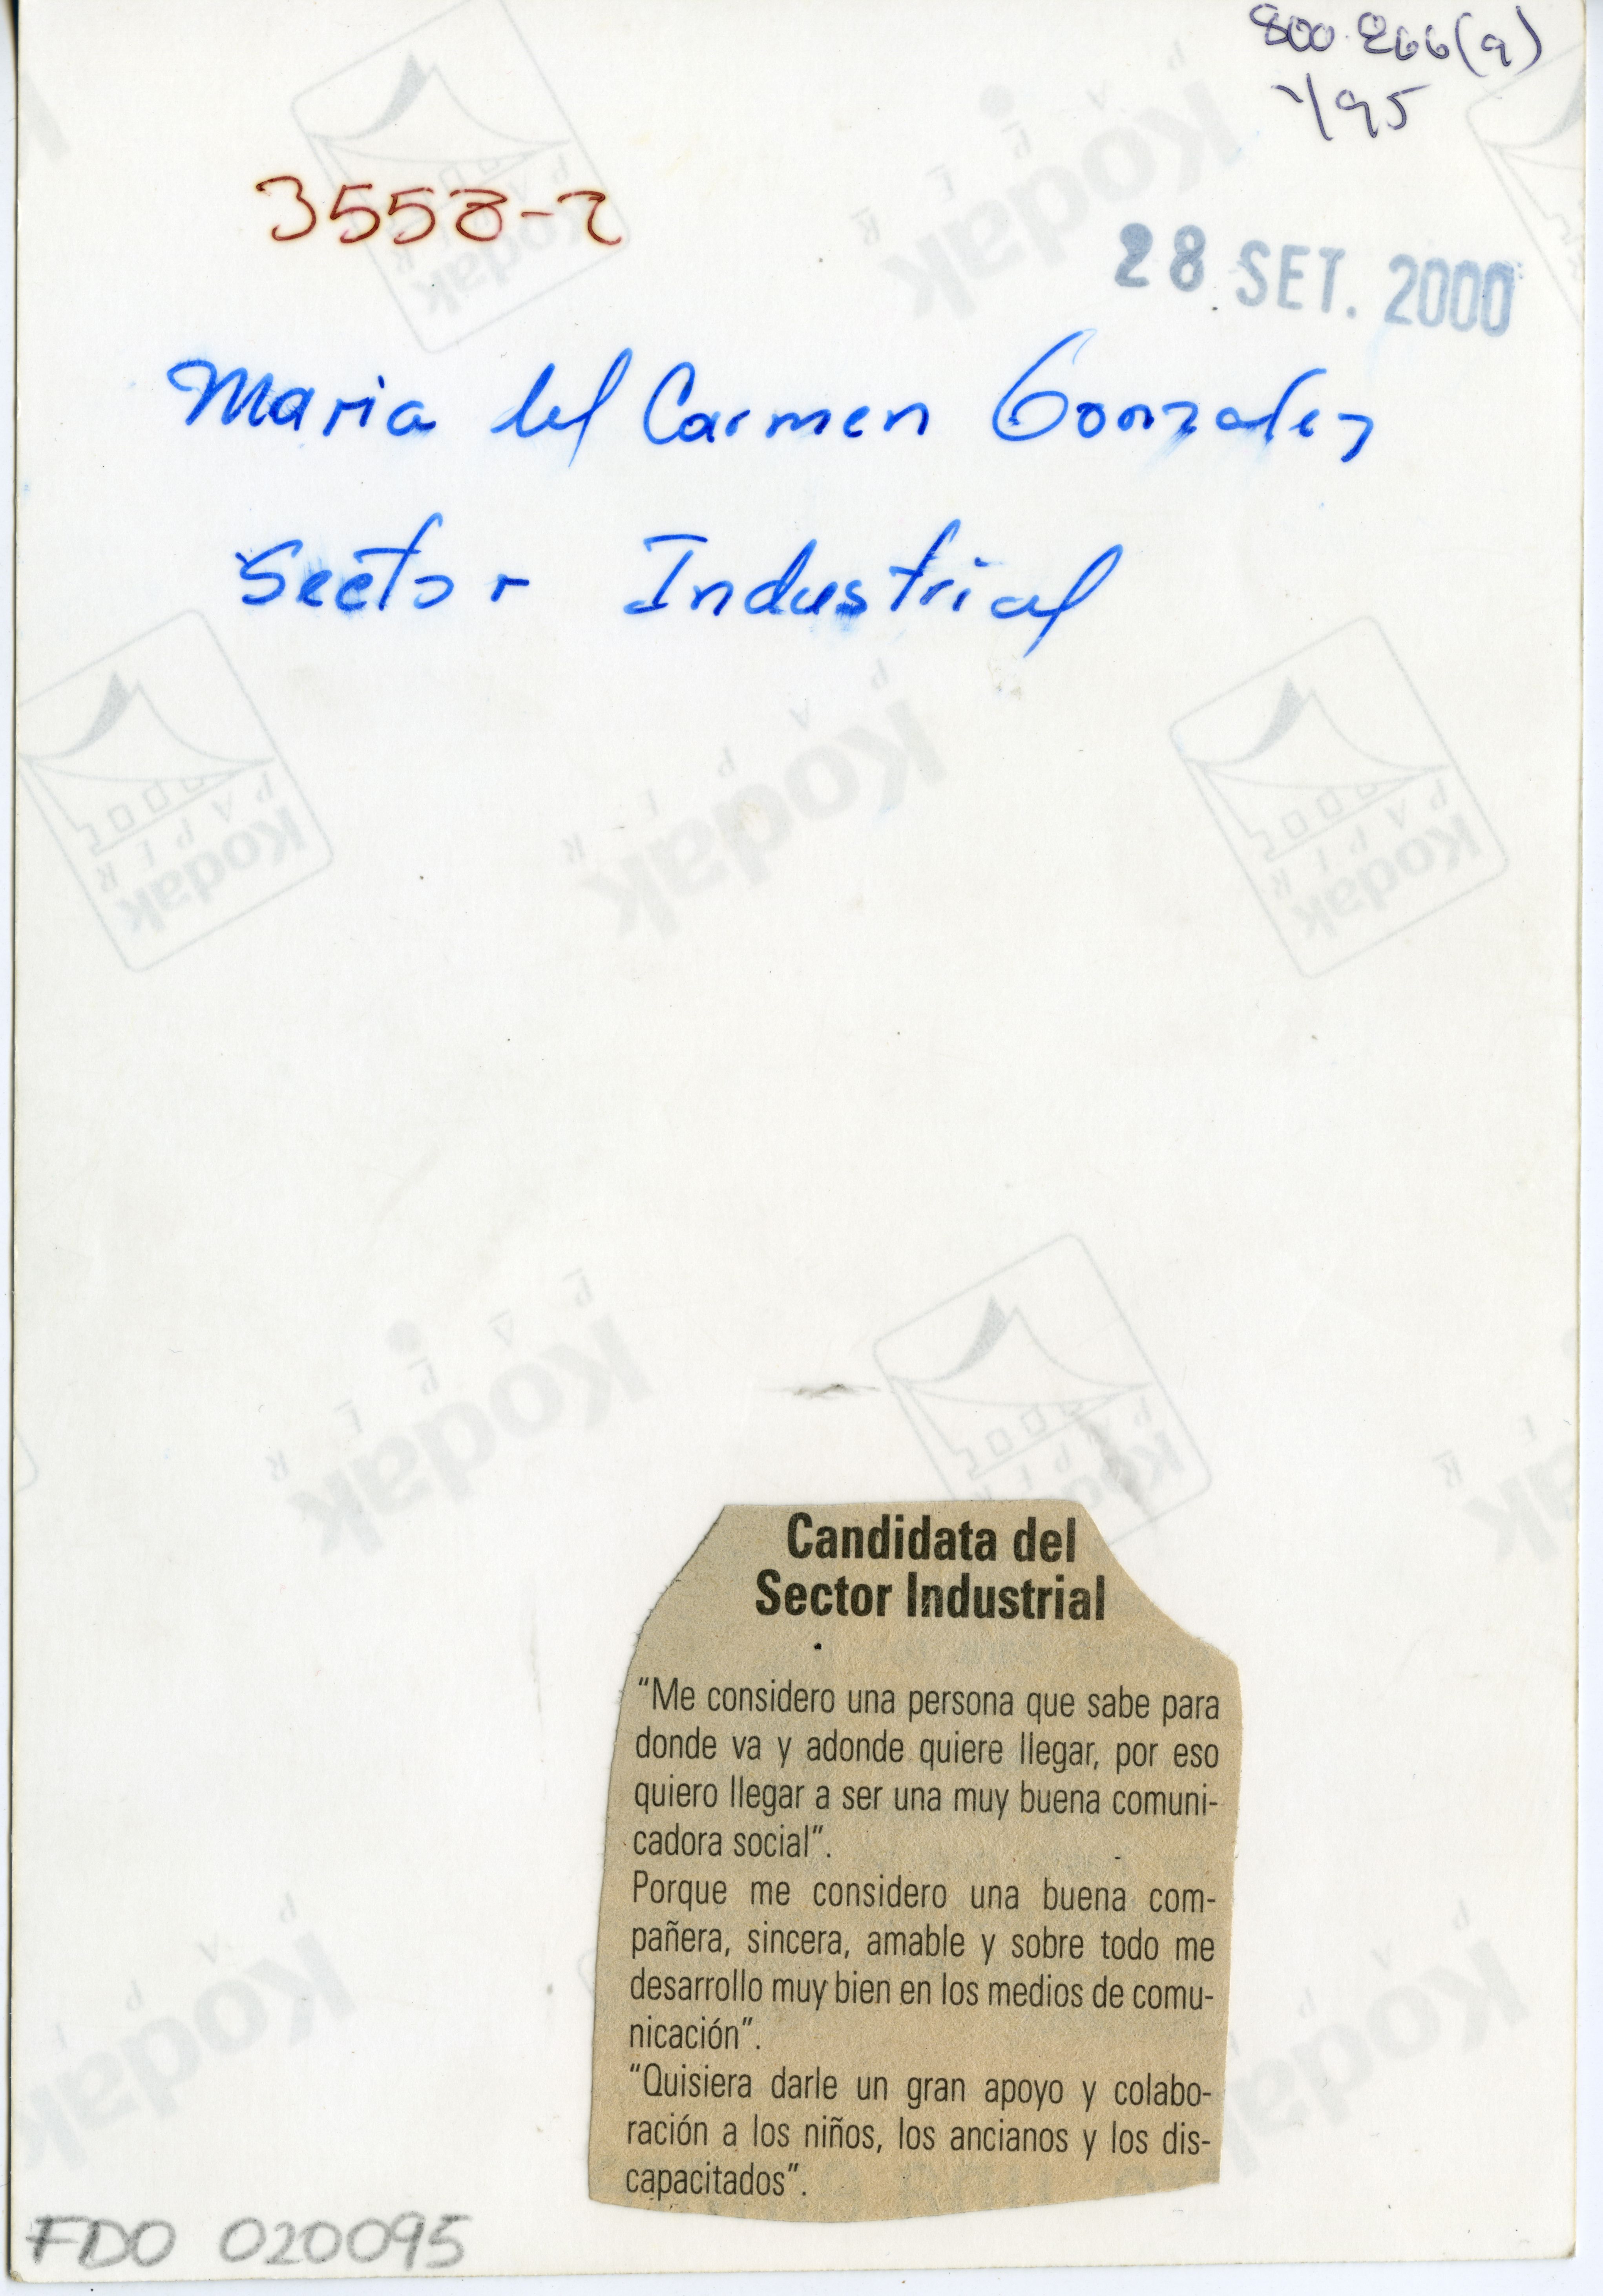 800.266(9)
1/95
3558-2
28 SET. 2000
Maria del Carmen Gonzalez
Sector Industrial
Candidata del
Sector Industrial
“Me considero una persona que sabe para
donde va y adonde quiere llegar, por eso
quiero llegar a ser una muy buena comuni-
cadora social”.
Porque me considero una buena com-
pañera, sincera, amable y sobre todo me
desarrollo muy bien en los medios de comu-
nicación”.
“Quisiera darle un gran apoyo y colabo-
ración a los niños, los ancianos y los dis-
capacitados”.
FDO 020095